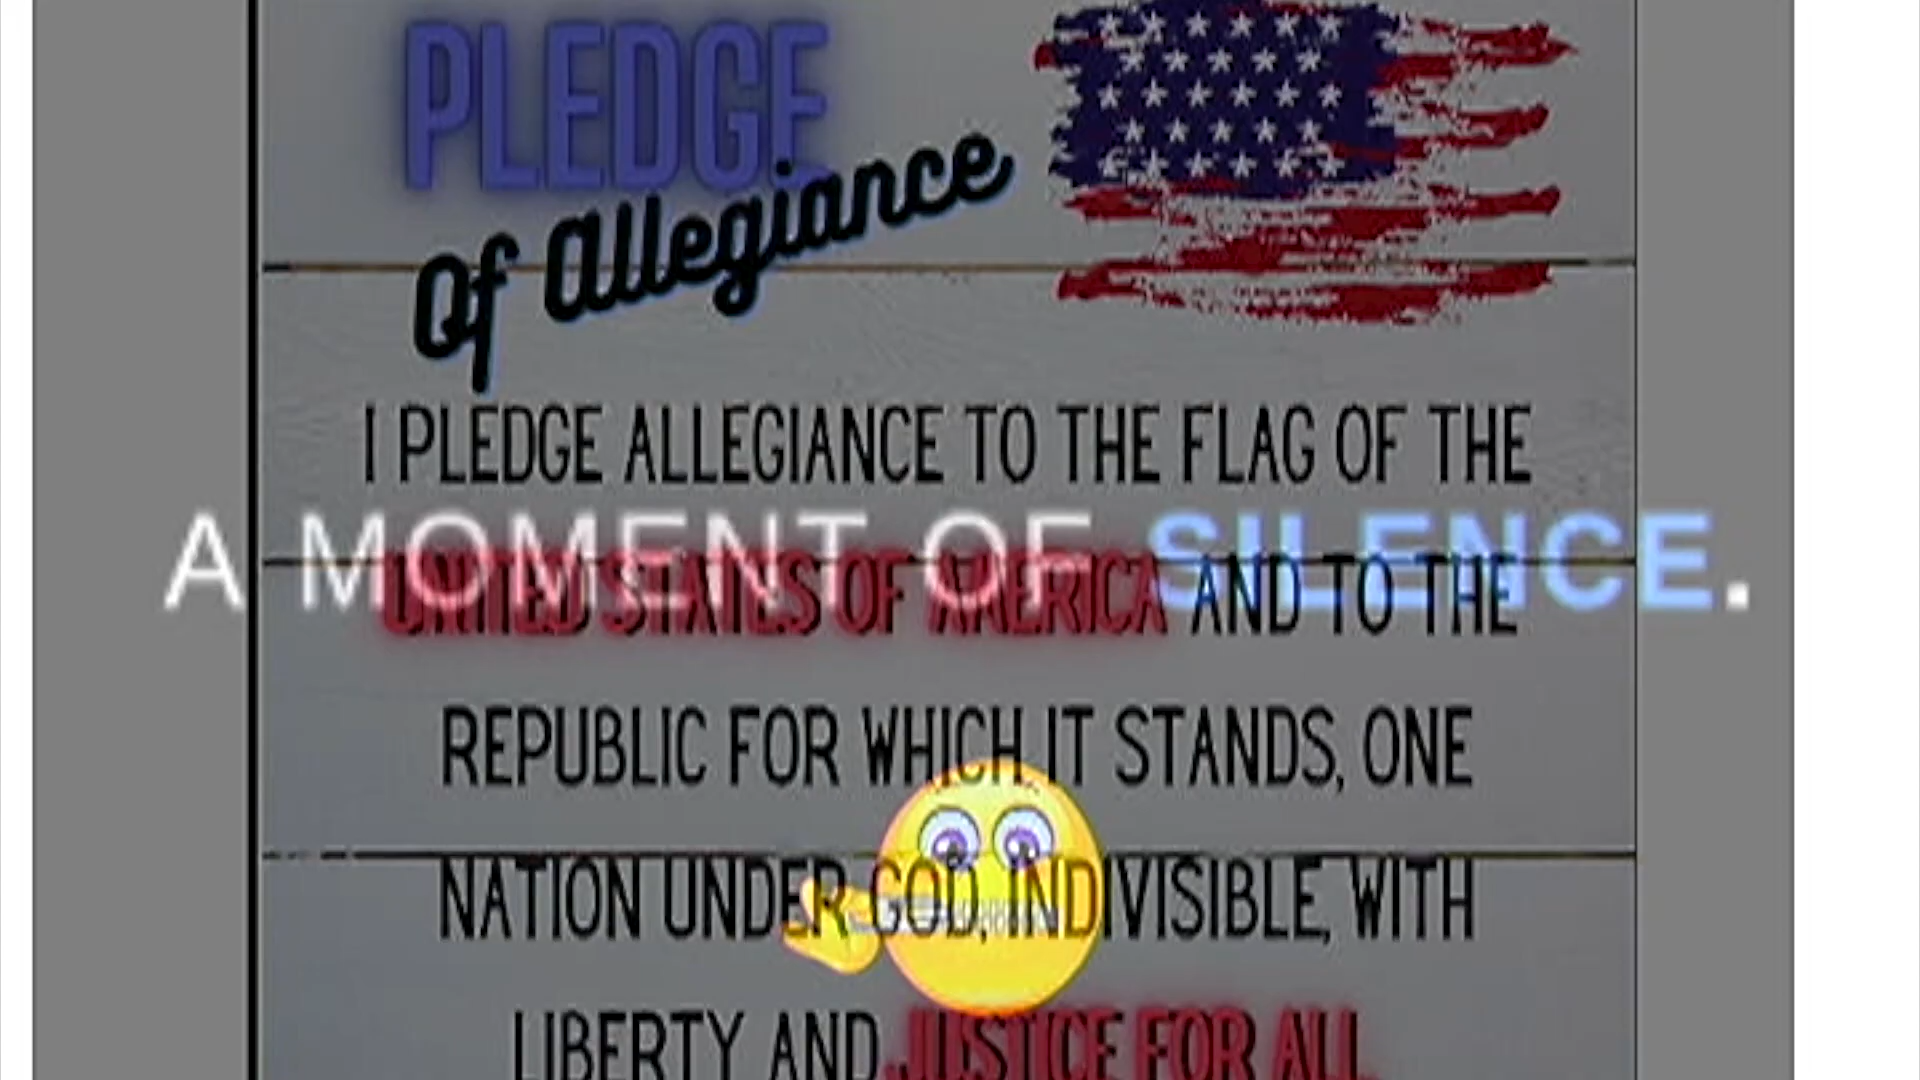 PLEDGE
Of Allegiance
I PLEDGE ALLEGIANCE TO THE FLAG OF THE
A MOMENT OF SILENCE.
UNITED STATES OF AMERICA AND TO THE
REPUBLIC FOR WHICH IT STANDS, ONE
NATION UNDER GOD, INDIVISIBLE, WITH
LIBERTY AND JUSTICE FOR ALL